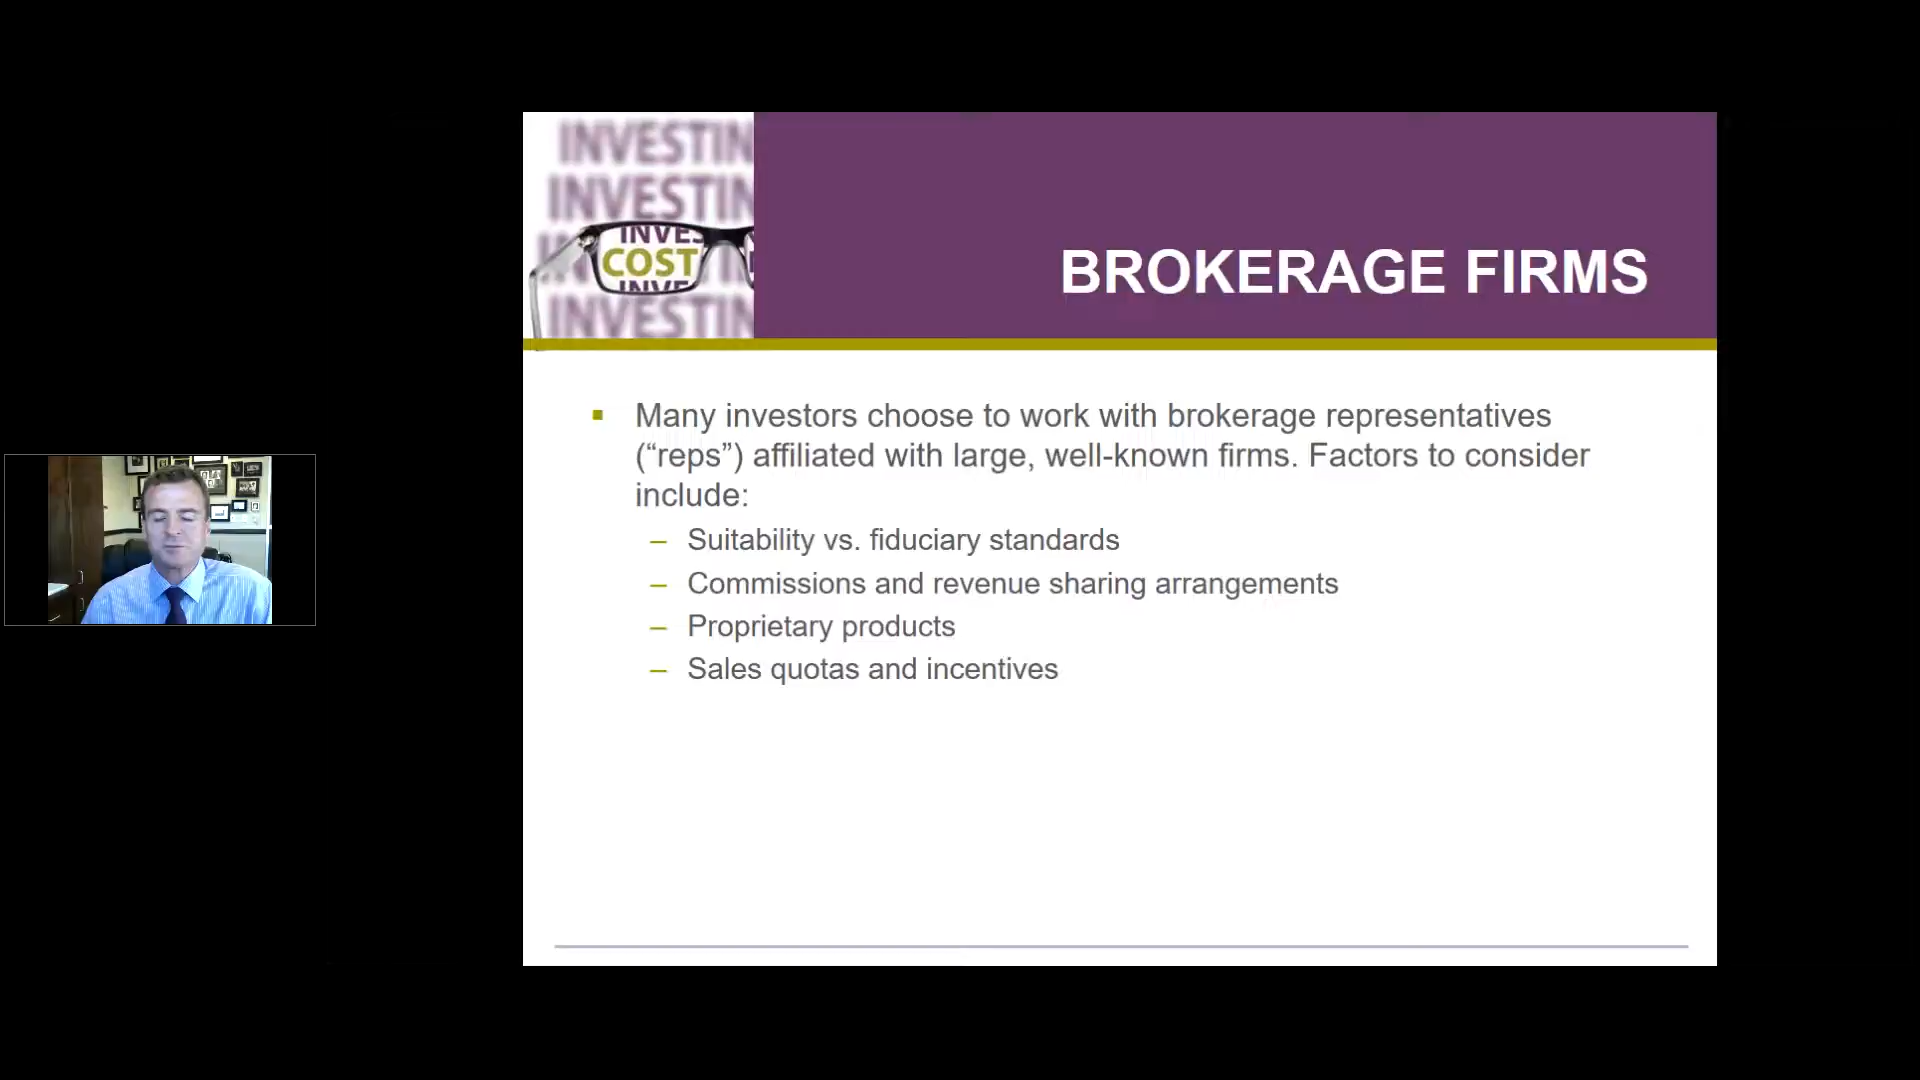 INVESTIN
INVESTIN
INVES
COST
INVE
INVESTIN
BROKERAGE FIRMS
▪ Many investors choose to work with brokerage representatives
(“reps”) affiliated with large, well-known firms. Factors to consider
include:
– Suitability vs. fiduciary standards
– Commissions and revenue sharing arrangements
– Proprietary products
– Sales quotas and incentives